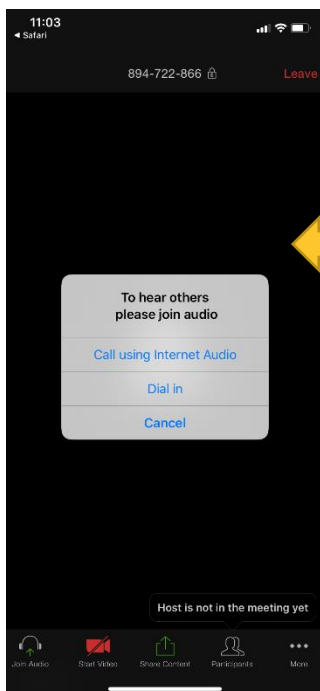 11:03
◄ Safari
894-722-866
Leave
To hear others
please join audio
Call using Internet Audio
Dial in
Cancel
Host is not in the meeting yet
Join Audio
Start Video
Share Content
Participants
More